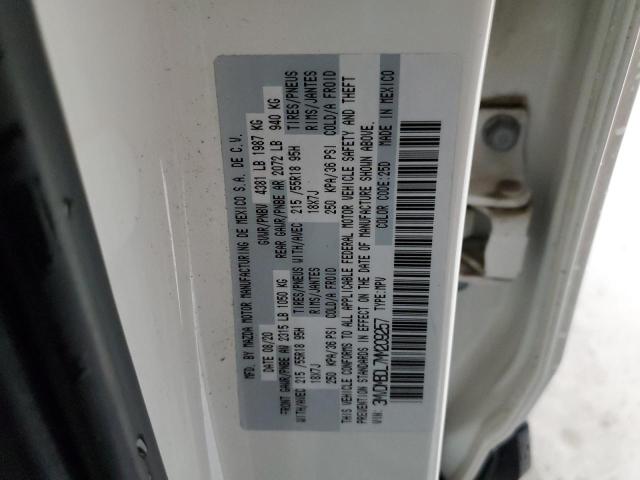 MFG. BY MAZDA MOTOR MANUFACTURING DE MEXICO S.A. DE C.V.
DATE 08/20 GVWR/PNBV 4381 LB 1987 KG
FRONT GAWR/PNBE AV 2315 LB 1050 KG REAR GAWR/PNBE AR 2072 LB 940 KG
WITH/AVEC 215 /55R18 95H TIRES/PNEUS WITH/AVEC 215 /55R18 95H TIRES/PNEUS
18X7J RIMS/JANTES 18X7J RIMS/JANTES
250 KPA/36 PSI COLD/A FROID 250 KPA/36 PSI COLD/A FROID
THIS VEHICLE CONFORMS TO ALL APPLICABLE FEDERAL MOTOR VEHICLE SAFETY AND THEFT
PREVENTION STANDARDS IN EFFECT ON THE DATE OF MANUFACTURE SHOWN ABOVE.
VIN: TYPE:MPV COLOR CODE:25D MADE IN MEXICO